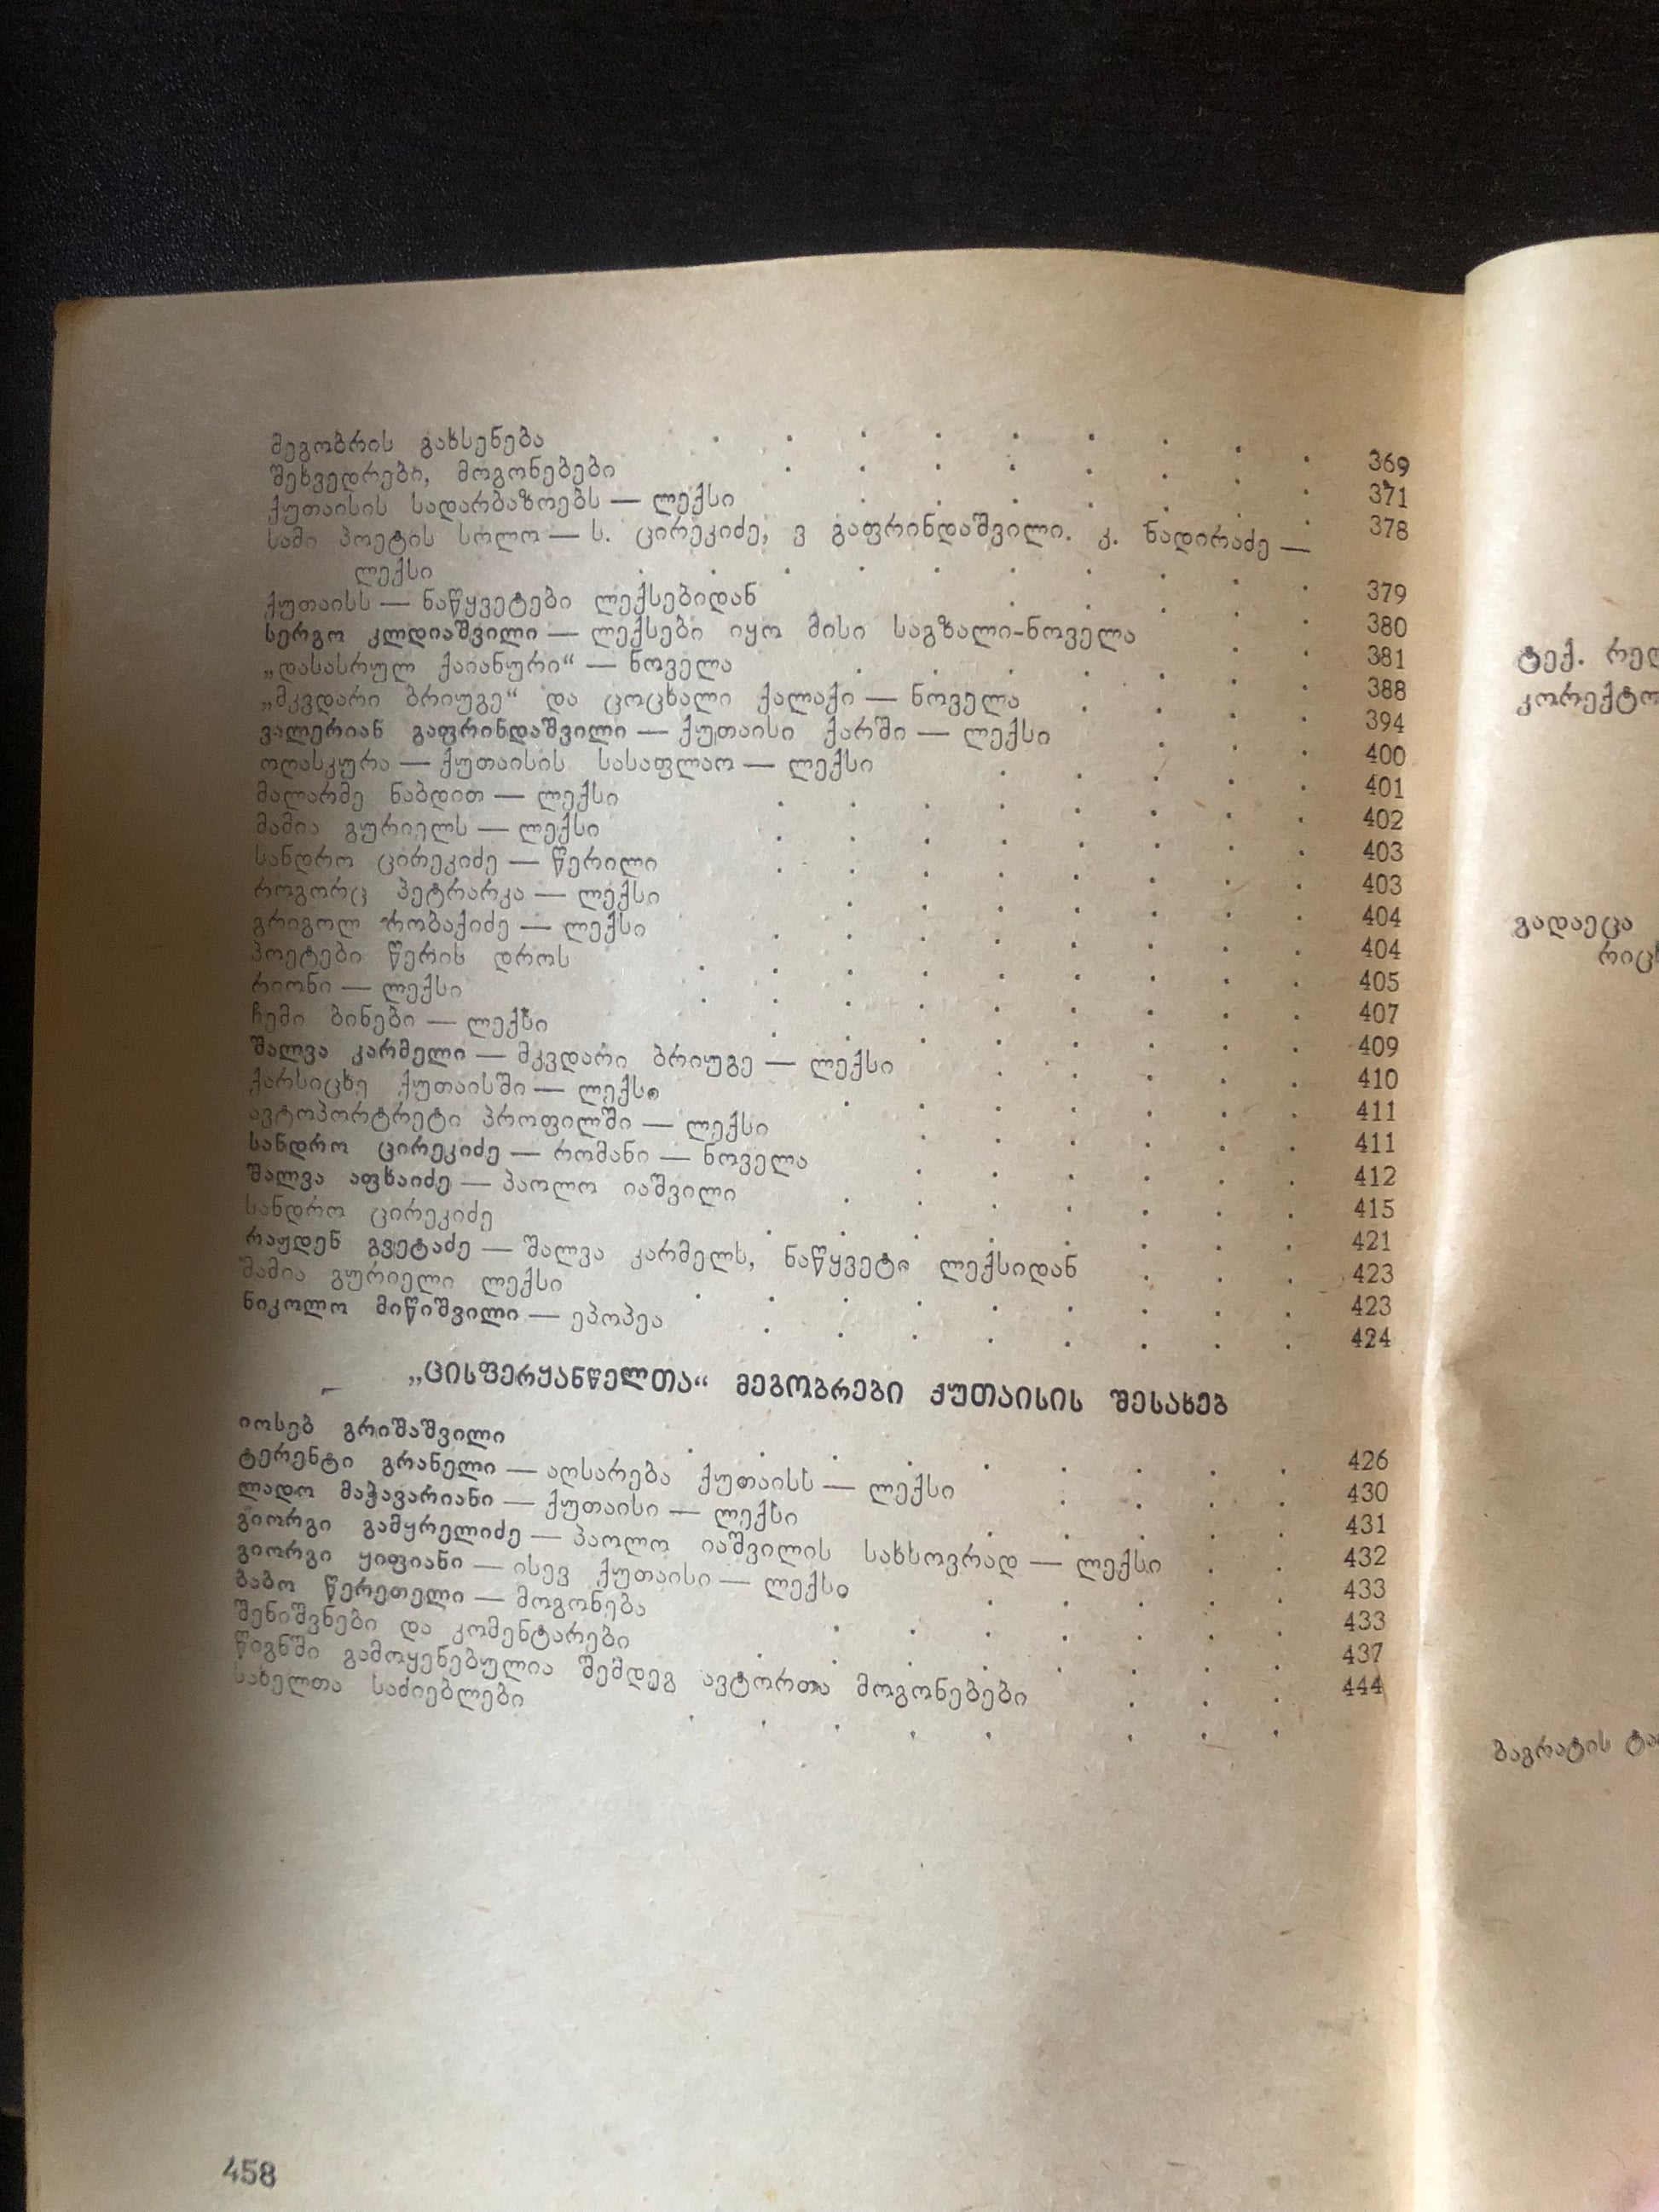 მეგობრის გახსენება . . . . . . . . . 369
შეხვედრები, მოგონებები . . . . . . . . 371
ქუთაისის სადარბაზოებს — ლექსი . . . . . . . 378
სამი პოეტის სოლო — ს. ცირეკიძე, ვ გაფრინდაშვილი. კ. ნადირაძე —
ლექსი . . . . . . . . . . 379
ქუთაისს — ნაწყვეტები ლექსებიდან . . . . . 380
სერგო კლდიაშვილი — ლექსები იყო მისი საგზალი-ნოველა . . 381
„დასასრულ ქაიანური“ — ნოველა . . . . . . . 388
„მკვდარი ბრიუგე“ და ცოცხალი ქალაქი — ნოველა . . . . 394
ვალერიან გაფრინდაშვილი — ქუთაისი ქარში — ლექსი . . . 400
ოღასკურა — ქუთაისის სასაფლაო — ლექსი . . . . . 401
მალარმე ნაბდით — ლექსი . . . . . . . . 402
მამია გურიელს — ლექსი . . . . . . . . 403
სანდრო ცირეკიძე — წერილი . . . . . . . . 403
როგორც პეტრარკა — ლექსი . . . . . . . 404
გრიგოლ რობაქიძე — ლექსი . . . . . . . . 404
პოეტები წერის დროს . . . . . . . . . 405
რიონი — ლექსი . . . . . . . . . 407
ჩემი ბინები — ლექსი . . . . . . . . 409
შალვა კარმელი — მკვდარი ბრიუგე — ლექსი . . . . . 410
ქარსიცხე ქუთაისში — ლექსი . . . . . . . 411
ავტოპორტრეტი პროფილში — ლექსი . . . . . . 411
სანდრო ცირეკიძე — რომანი — ნოველა . . . . . . 412
შალვა აფხაიძე — პაოლო იაშვილი . . . . . . . 415
სანდრო ცირეკიძე . . . . . . . . 421
რაჟდენ გვეტაძე — შალვა კარმელს, ნაწყვეტი ლექსიდან . . . 423
მამია გურიელი ლექსი . . . . . . . . . 423
ნიკოლო მიწიშვილი — ეპოპეა . . . . . . . . 424
„ცისფერყანწელთა“ მეგობრები ქუთაისის შესახებ
იოსებ გრიშაშვილი . . . . . . . . . 426
ტერენტი გრანელი — აღსარება ქუთაისს — ლექსი . . . . 430
ლადო მაჭავარიანი — ქუთაისი — ლექსი . . . . . 431
გიორგი გამყრელიძე — პაოლო იაშვილის სახსოვრად — ლექსი . . 432
გიორგი ყიფიანი — ისევ ქუთაისი — ლექსი . . . . . 433
ბაბო წერეთელი — მოგონება . . . . . . . 433
შენიშვნები და კომენტარები . . . . . . . . 437
წიგნში გამოყენებულია შემდეგ ავტორთა მოგონებები . . . 444
სახელთა საძიებლები . . . . . . . .
458
ტექ. რედ
კორექტო
გადაეცა
ბაგრატის